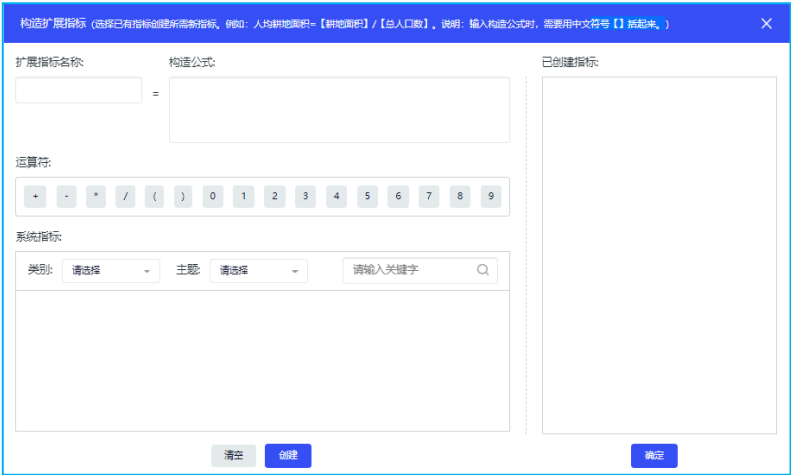 构造扩展指标 (选择已有指标创建所需新指标。例如：人均耕地面积=【耕地面积】/【总人口数】。说明：输入构造公式时，需要用中文符号【】括起来。)
扩展指标名称: 构造公式: 已创建指标:
=
运算符:
+ - * / ( ) 0 1 2 3 4 5 6 7 8 9
系统指标:
类别: 请选择 主题: 请选择 请输入关键字
清空 创建 确定